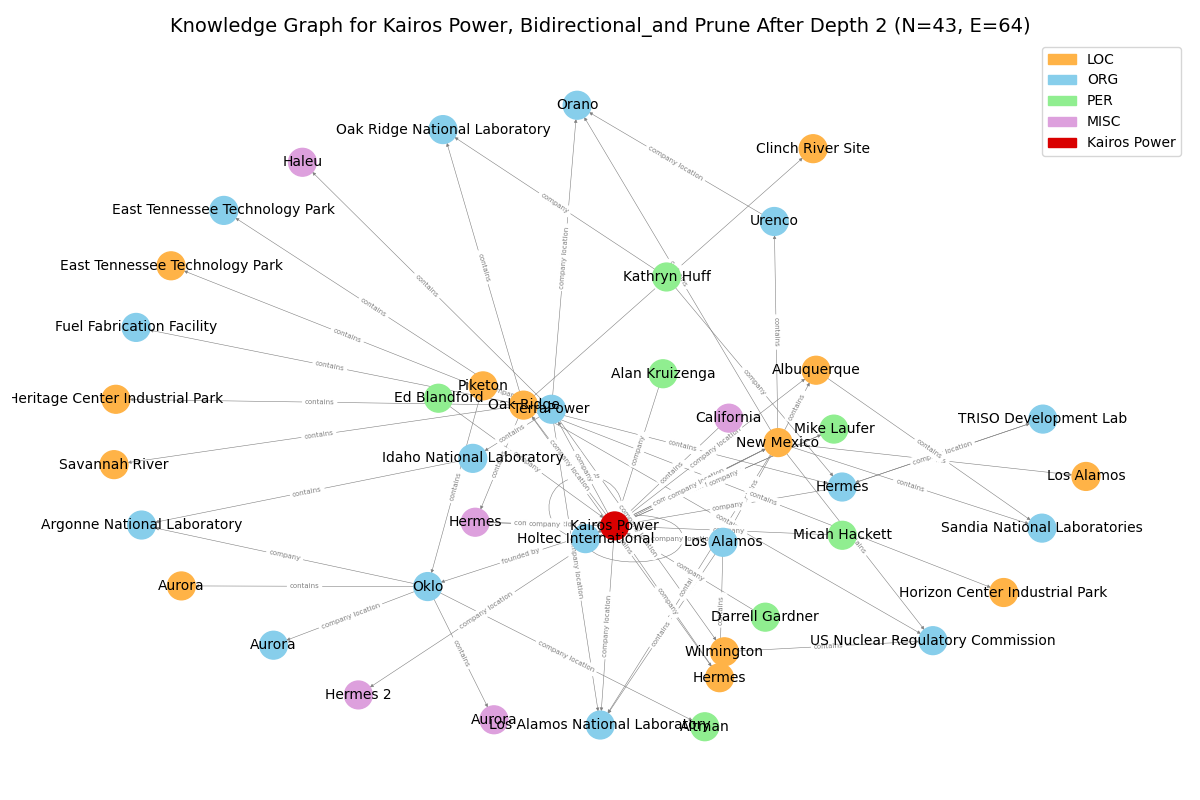 Knowledge Graph for Kairos Power, Bidirectional_and Prune After Depth 2 (N=43, E=64)
LOC
ORG
PER
MISC
Kairos Power
Orano
Oak Ridge National Laboratory
Clinch River Site
Haleu
company location
East Tennessee Technology Park
company
Urenco
contains
company location
East Tennessee Technology Park
Kathryn Huff
contains
contains
Fuel Fabrication Facility
contains
contains
contains
Albuquerque
Alan Kruizenga
company
Piketon
Heritage Center Industrial Park
contains
Ed Blandford
Oak Ridge
TerraPower
California
TRISO Development Lab
Mike Laufer
contains
New Mexico
company
Savannah River
Idaho National Laboratory
contains
company location
contains
Los Alamos
contains
company location
Hermes
contains
contains
Argonne National Laboratory
Hermes
Kairos Power
company
Sandia National Laboratories
Holtec International
Los Alamos
Micah Hackett
company
founded by
Aurora
contains
Oklo
company
Horizon Center Industrial Park
company location
Darrell Gardner
Aurora
company location
contains
company location
contains
Wilmington
contains
US Nuclear Regulatory Commission
company location
Hermes
Hermes 2
Aurora
Los Alamos National Laboratory
Altman